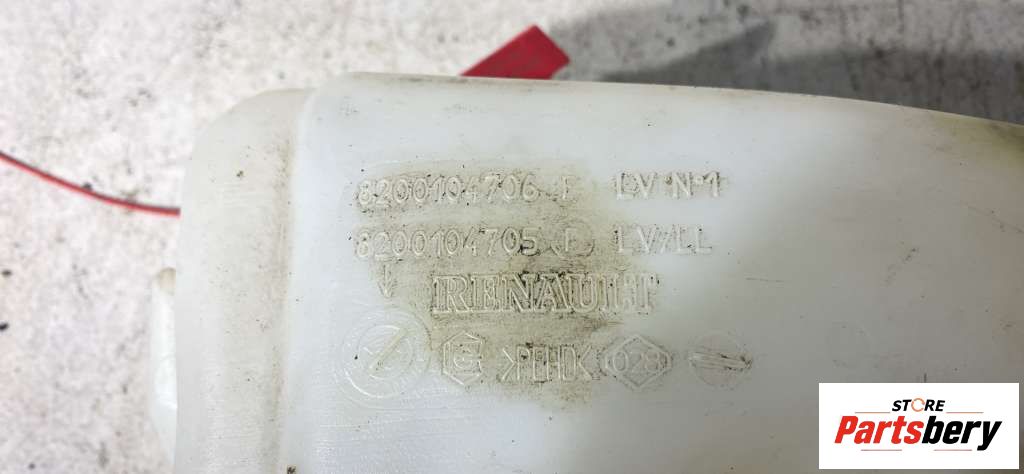 8200104706 F LV N°1
8200104705 F LV/LL
RENAULT
G >PEHD< 028
STORE
Partsbery